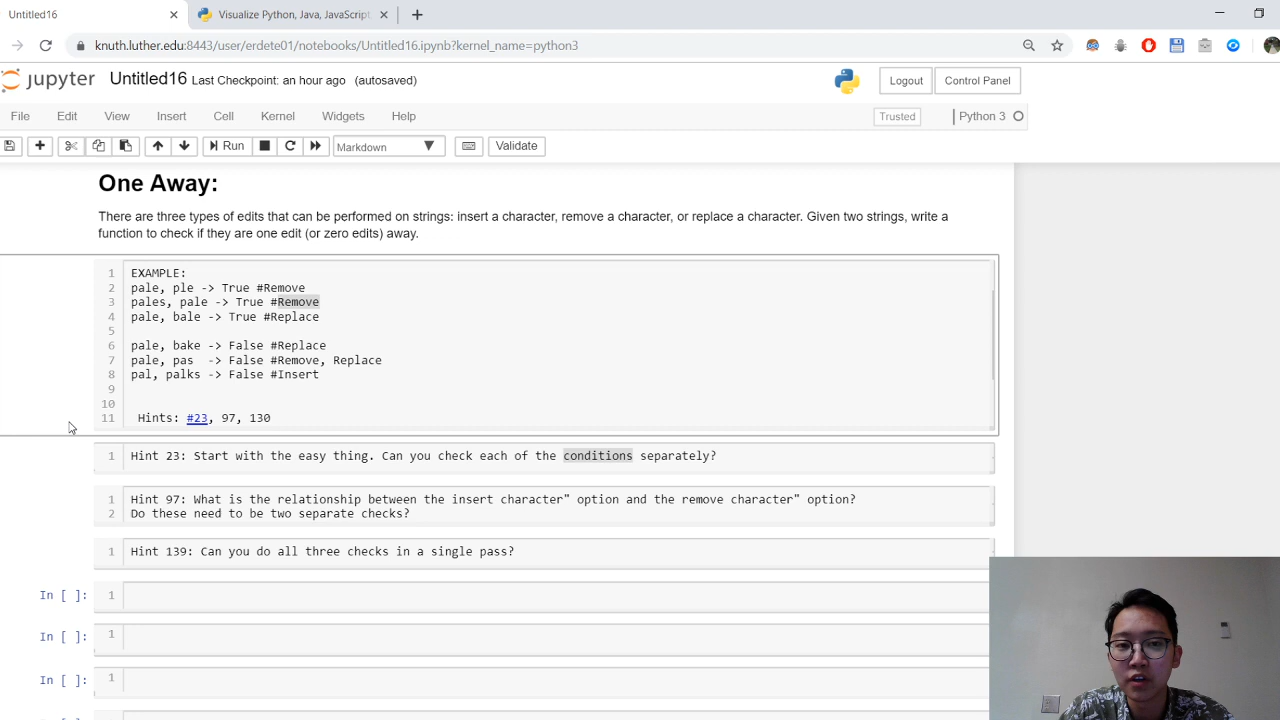 Untitled16
Visualize Python, Java, JavaScript,
knuth.luther.edu:8443/user/erdete01/notebooks/Untitled16.ipynb?kernel_name=python3
jupyter Untitled16 Last Checkpoint: an hour ago (autosaved)
Logout Control Panel
File Edit View Insert Cell Kernel Widgets Help
Trusted Python 3
Run Markdown Validate
One Away:
There are three types of edits that can be performed on strings: insert a character, remove a character, or replace a character. Given two strings, write a
function to check if they are one edit (or zero edits) away.
1 EXAMPLE:
2 pale, ple -> True #Remove
3 pales, pale -> True #Remove
4 pale, bale -> True #Replace
5
6 pale, bake -> False #Replace
7 pale, pas -> False #Remove, Replace
8 pal, palks -> False #Insert
9
10
11 Hints: #23, 97, 130
1 Hint 23: Start with the easy thing. Can you check each of the conditions separately?
1 Hint 97: What is the relationship between the insert character" option and the remove character" option?
2 Do these need to be two separate checks?
1 Hint 139: Can you do all three checks in a single pass?
In [ ]: 1
In [ ]: 1
In [ ]: 1